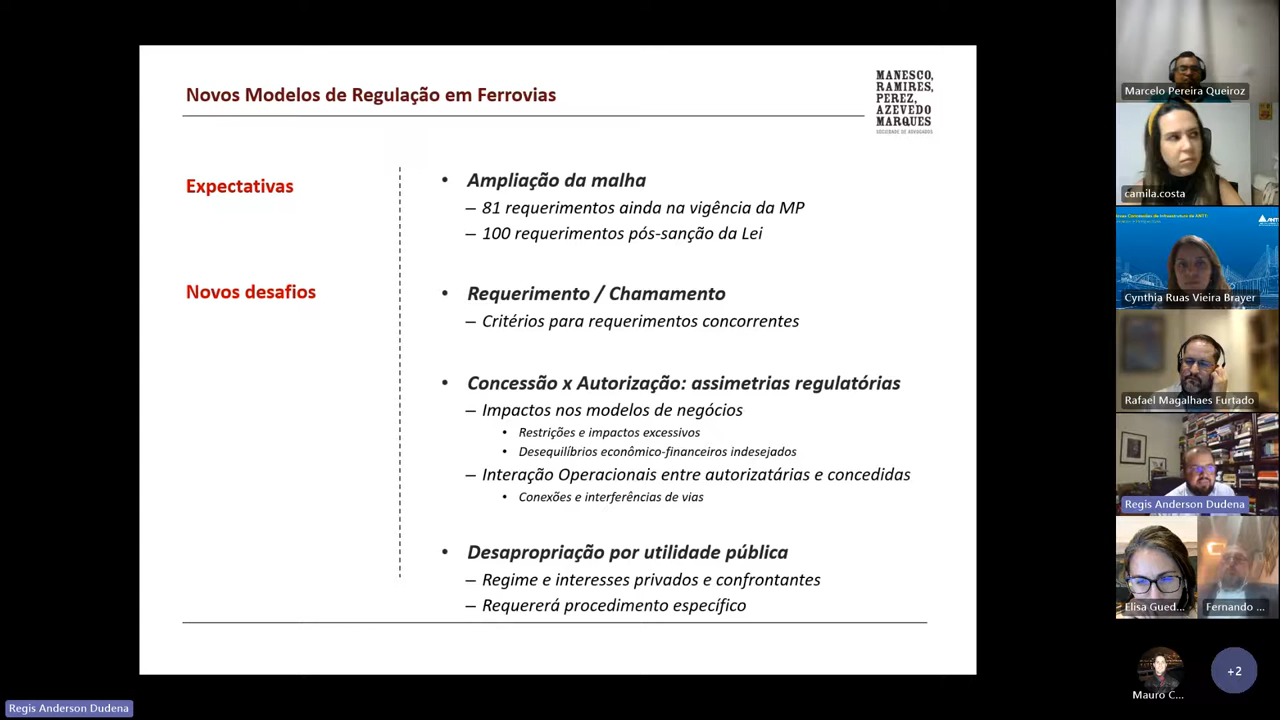 Novos Modelos de Regulação em Ferrovias
MANESCO,
RAMIRES,
PEREZ,
AZEVEDO
MARQUES
SOCIEDADE DE ADVOGADOS
Expectativas
• Ampliação da malha
– 81 requerimentos ainda na vigência da MP
– 100 requerimentos pós-sanção da Lei
Novos desafios
• Requerimento / Chamamento
– Critérios para requerimentos concorrentes
• Concessão x Autorização: assimetrias regulatórias
– Impactos nos modelos de negócios
• Restrições e impactos excessivos
• Desequilíbrios econômico-financeiros indesejados
– Interação Operacionais entre autorizatárias e concedidas
• Conexões e interferências de vias
• Desapropriação por utilidade pública
– Regime e interesses privados e confrontantes
– Requererá procedimento específico
Marcelo Pereira Queiroz
camila.costa
Cynthia Ruas Vieira Brayer
Rafael Magalhaes Furtado
Regis Anderson Dudena
Elisa Gued...
Fernando ...
Mauro C...
+2
Regis Anderson Dudena